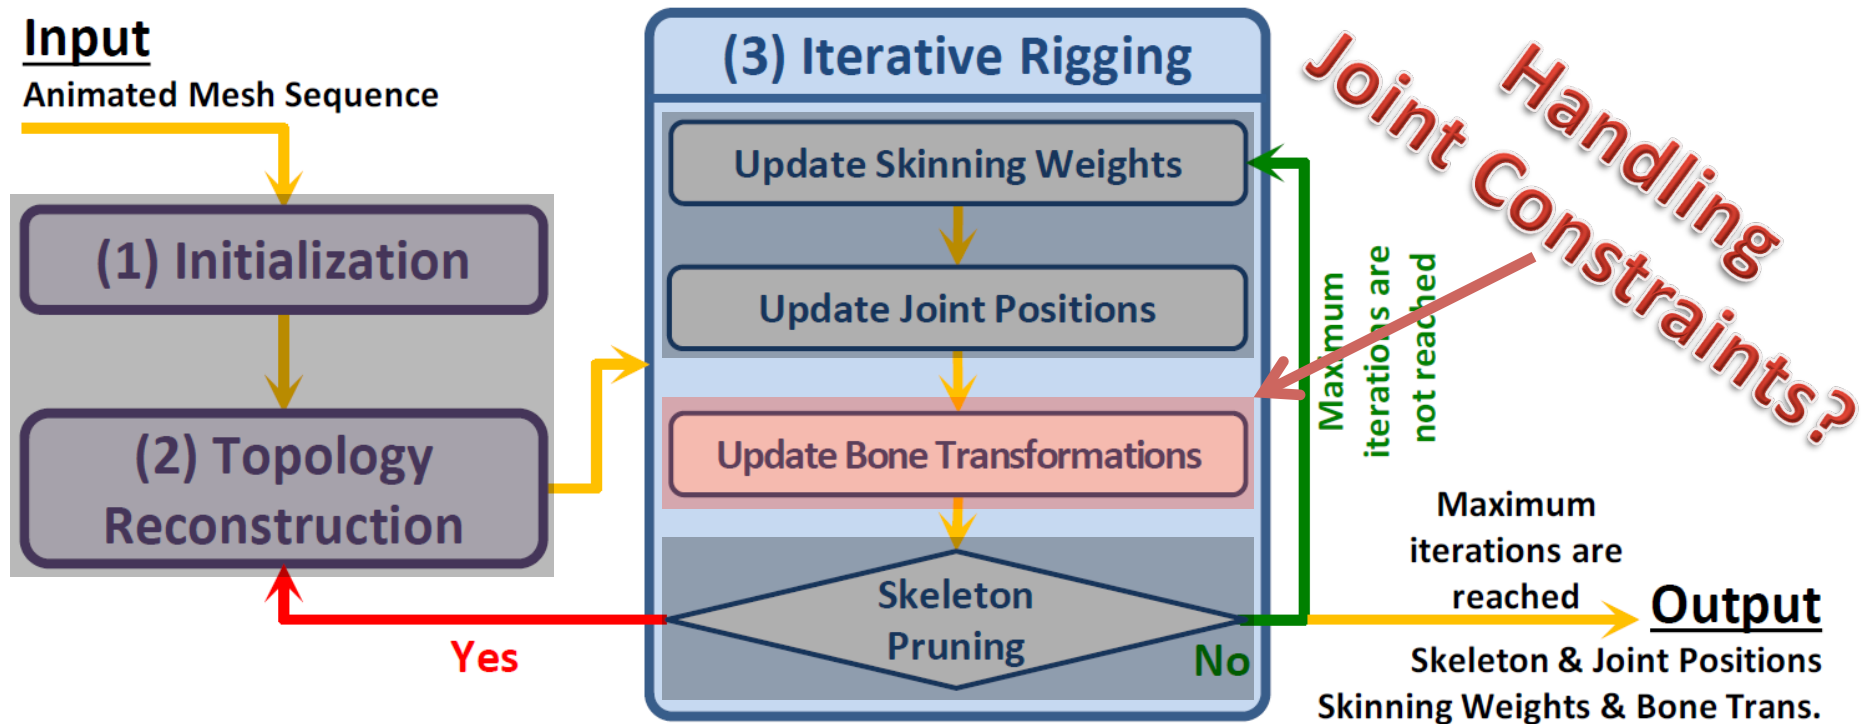 Input
Animated Mesh Sequence
(1) Initialization
(2) Topology
Reconstruction
(3) Iterative Rigging
Update Skinning Weights
Update Joint Positions
Update Bone Transformations
Skeleton
Pruning
Yes
No
Maximum
iterations are
not reached
Handling
Joint Constraints?
Maximum
iterations are
reached
Output
Skeleton & Joint Positions
Skinning Weights & Bone Trans.